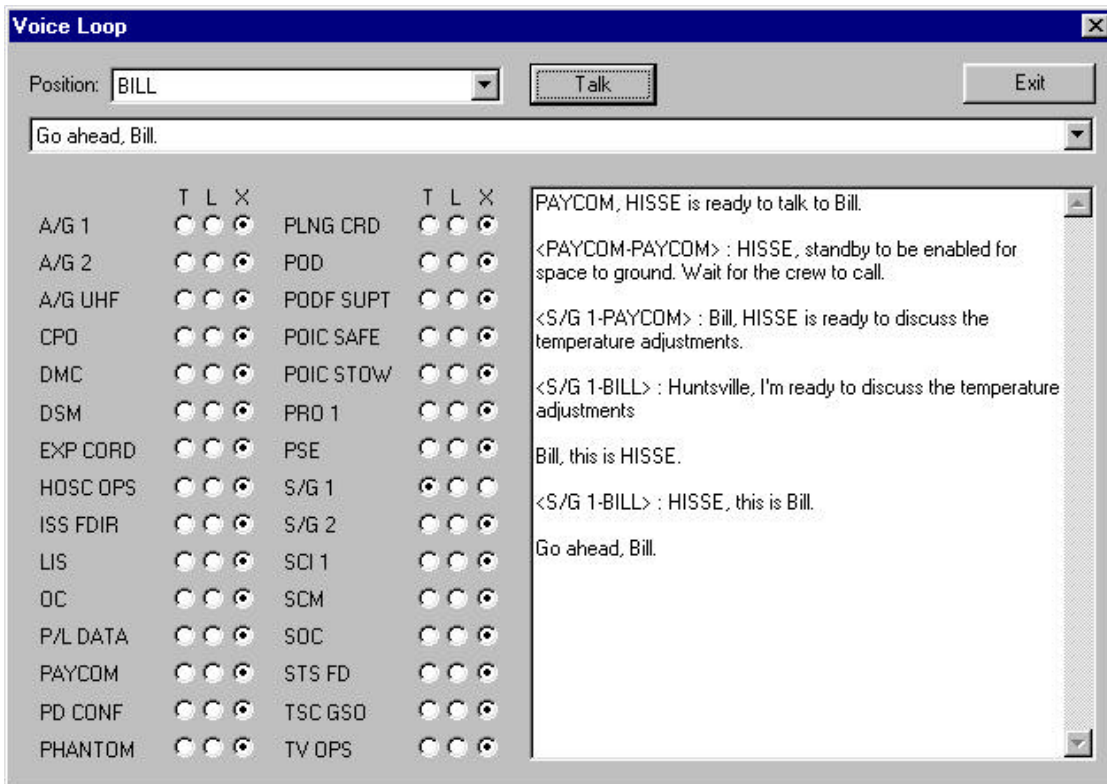 Voice Loop
Position: BILL Talk Exit
Go ahead, Bill.
T L X T L X
A/G 1 PLNG CRD
A/G 2 POD
A/G UHF PODF SUPT
CPO POIC SAFE
DMC POIC STOW
DSM PRO 1
EXP CORD PSE
HOSC OPS S/G 1
ISS FDIR S/G 2
LIS SCI 1
OC SCM
P/L DATA SOC
PAYCOM STS FD
PD CONF TSC GSO
PHANTOM TV OPS
PAYCOM, HISSE is ready to talk to Bill.
<PAYCOM-PAYCOM> : HISSE, standby to be enabled for
space to ground. Wait for the crew to call.
<S/G 1-PAYCOM> : Bill, HISSE is ready to discuss the
temperature adjustments.
<S/G 1-BILL> : Huntsville, I'm ready to discuss the temperature
adjustments
Bill, this is HISSE.
<S/G 1-BILL> : HISSE, this is Bill.
Go ahead, Bill.